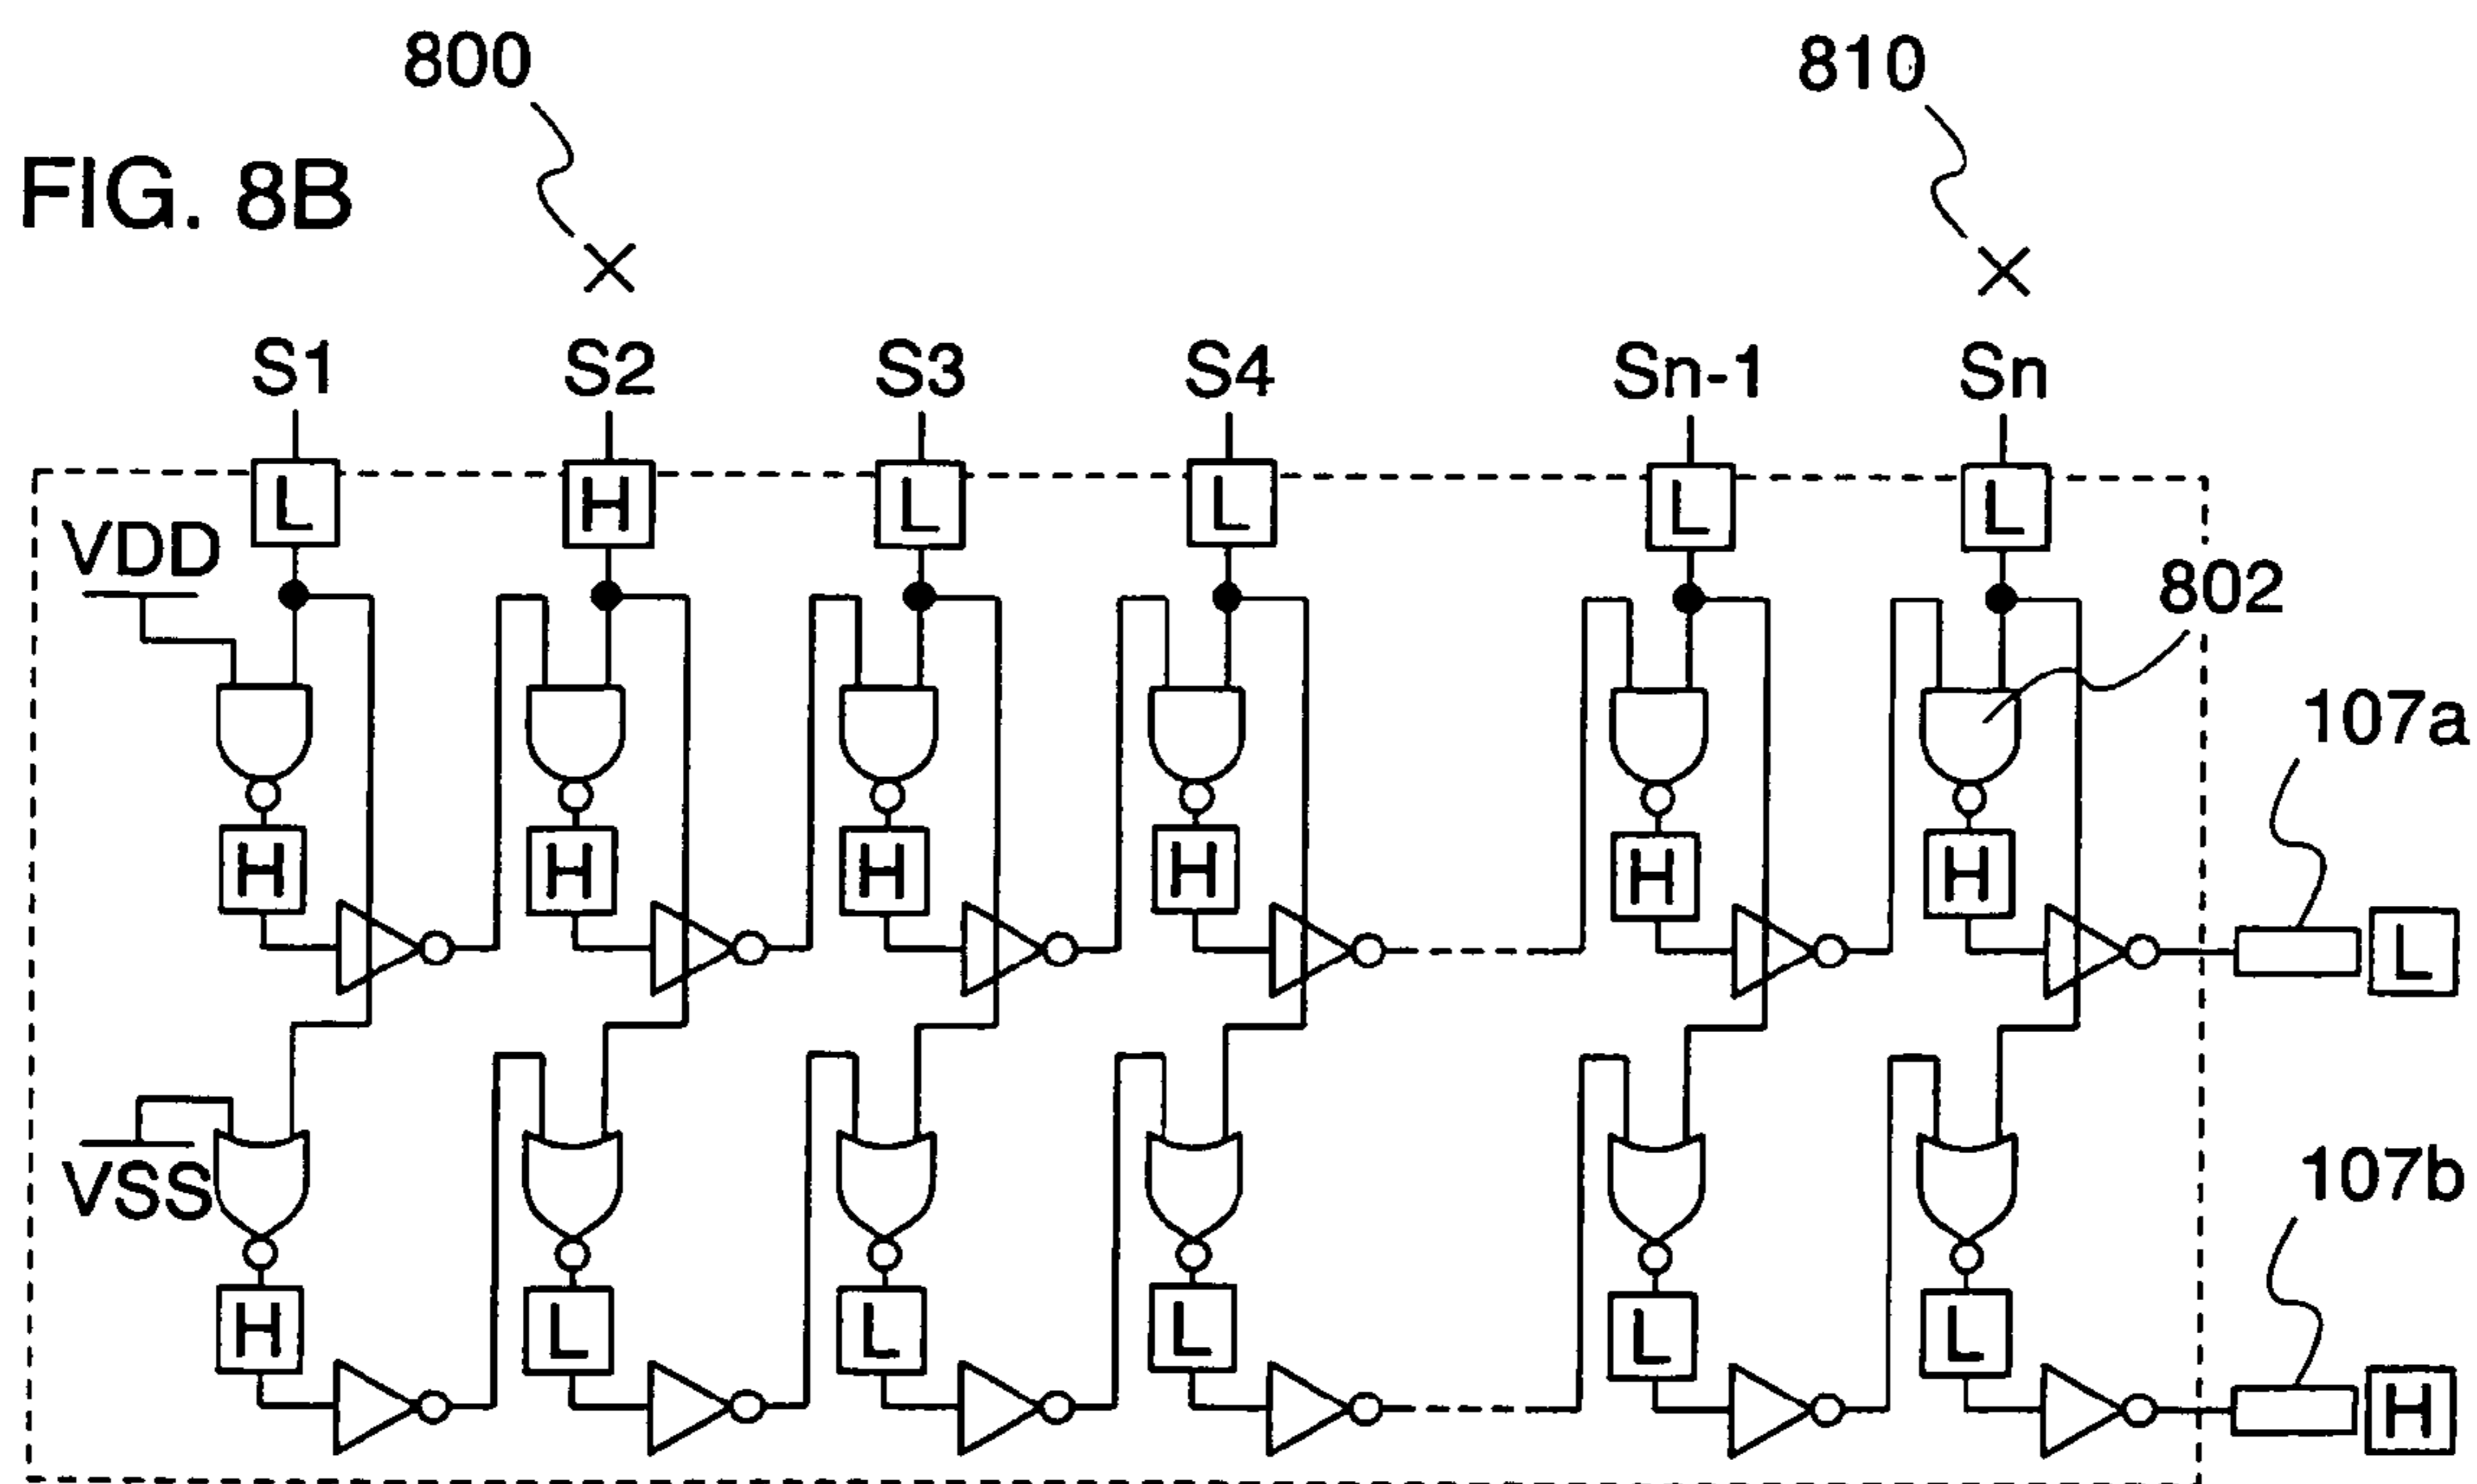 800
810
FIG. 8B
S1 S2 S3 S4 Sn-1 Sn
L H L L L L
VDD
802
107a
H H H H H H
L
VSS
107b
H L L L L L
H